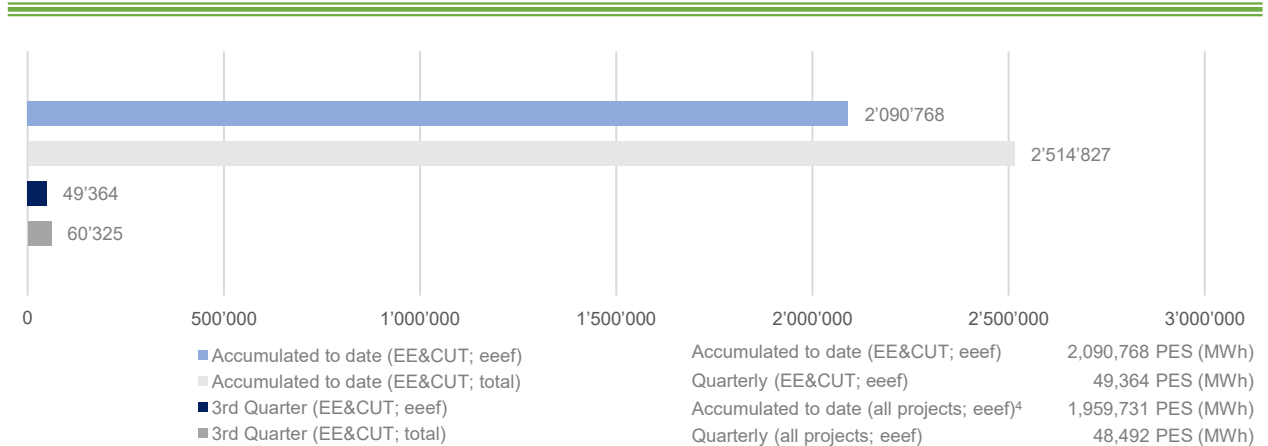 2’090’768
2’514’827
49’364
60’325
0 500’000 1’000’000 1’500’000 2’000’000 2’500’000 3’000’000
Accumulated to date (EE&CUT; eeef)
Accumulated to date (EE&CUT; total)
3rd Quarter (EE&CUT; eeef)
3rd Quarter (EE&CUT; total)
Accumulated to date (EE&CUT; eeef) 2,090,768 PES (MWh)
Quarterly (EE&CUT; eeef) 49,364 PES (MWh)
Accumulated to date (all projects; eeef)⁴ 1,959,731 PES (MWh)
Quarterly (all projects; eeef) 48,492 PES (MWh)